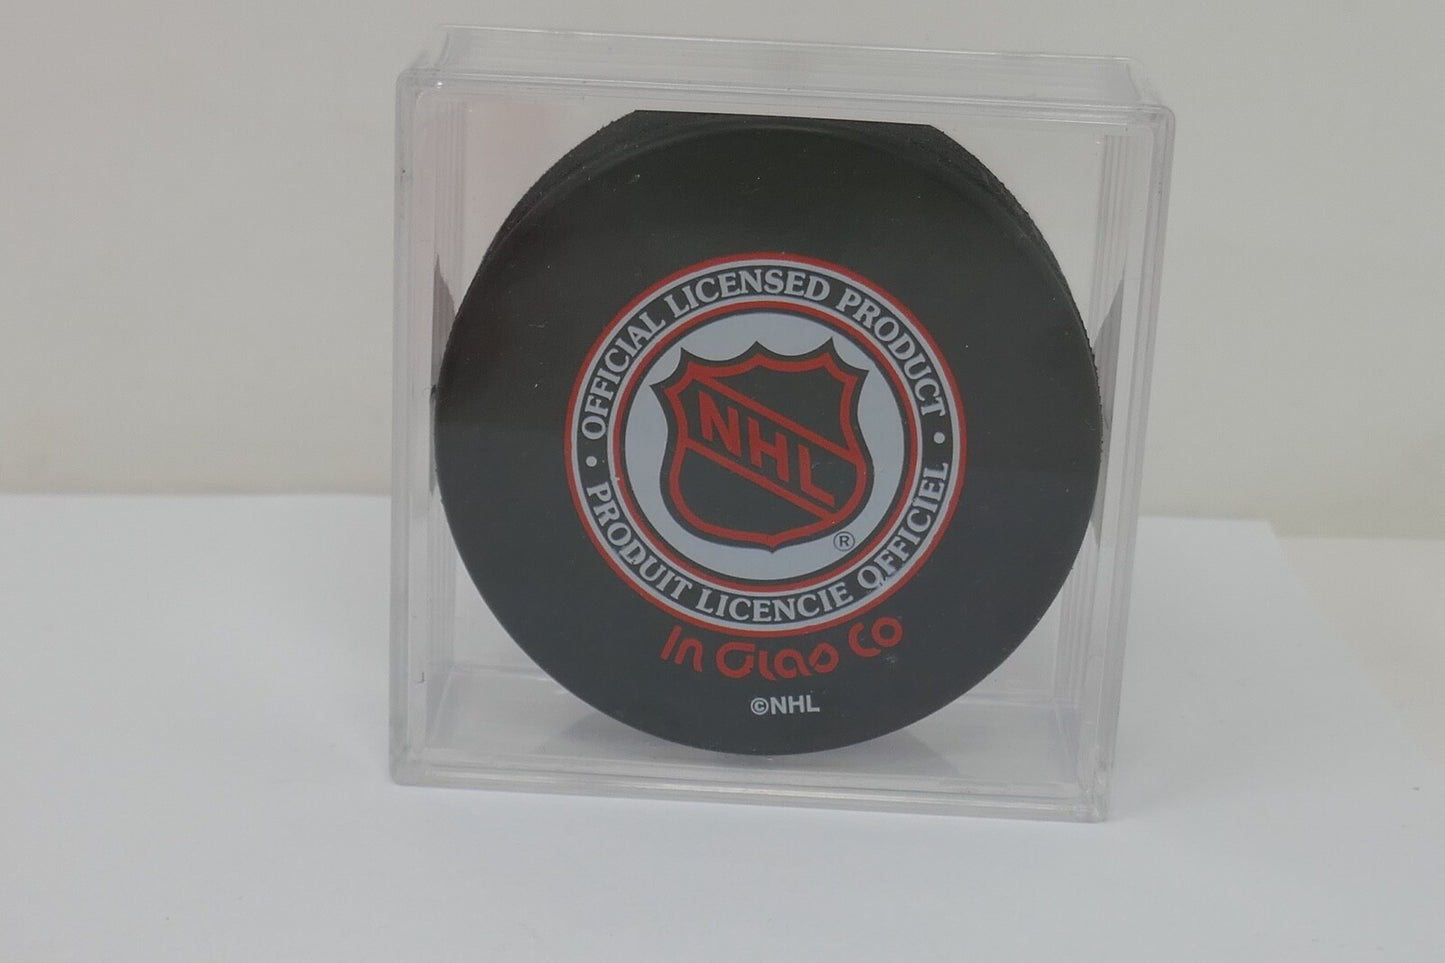 • OFFICIAL LICENSED PRODUCT •
NHL
®
PRODUIT LICENCIE OFFICIEL
In Glas Co
©NHL